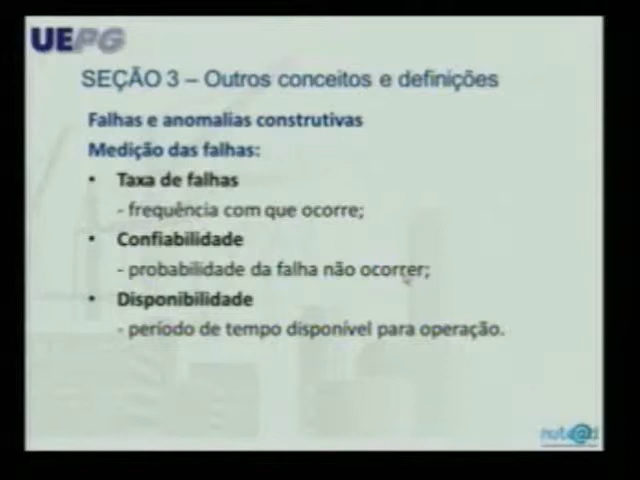 UEPG
SEÇÃO 3 – Outros conceitos e definições
Falhas e anomalias construtivas
Medição das falhas:
• Taxa de falhas
- frequência com que ocorre;
• Confiabilidade
- probabilidade da falha não ocorrer;
• Disponibilidade
- período de tempo disponível para operação.